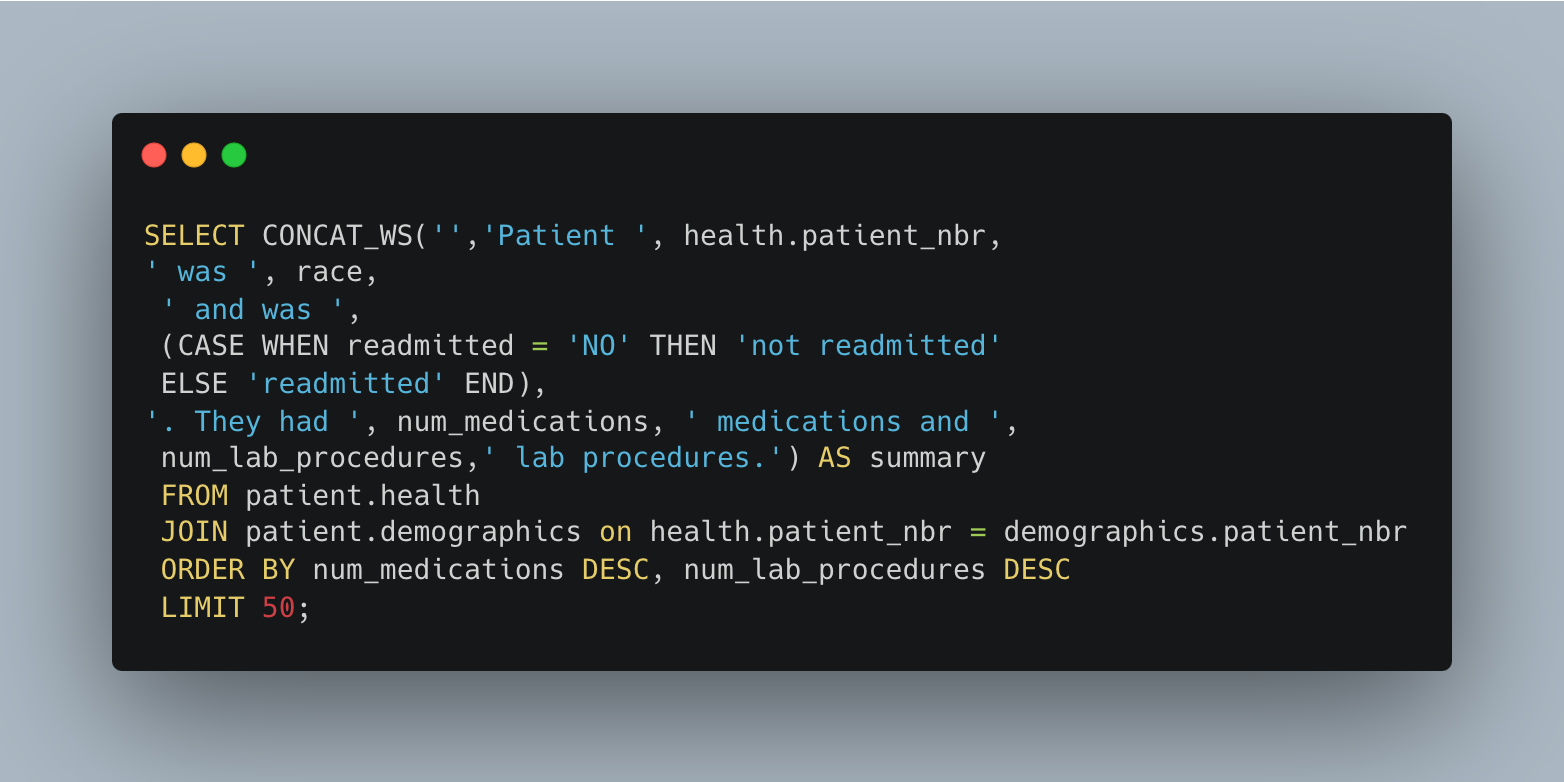 SELECT CONCAT_WS('','Patient ', health.patient_nbr,
' was ', race,
 ' and was ',
 (CASE WHEN readmitted = 'NO' THEN 'not readmitted'
 ELSE 'readmitted' END),
'. They had ', num_medications, ' medications and ',
 num_lab_procedures,' lab procedures.') AS summary
 FROM patient.health
 JOIN patient.demographics on health.patient_nbr = demographics.patient_nbr
 ORDER BY num_medications DESC, num_lab_procedures DESC
 LIMIT 50;